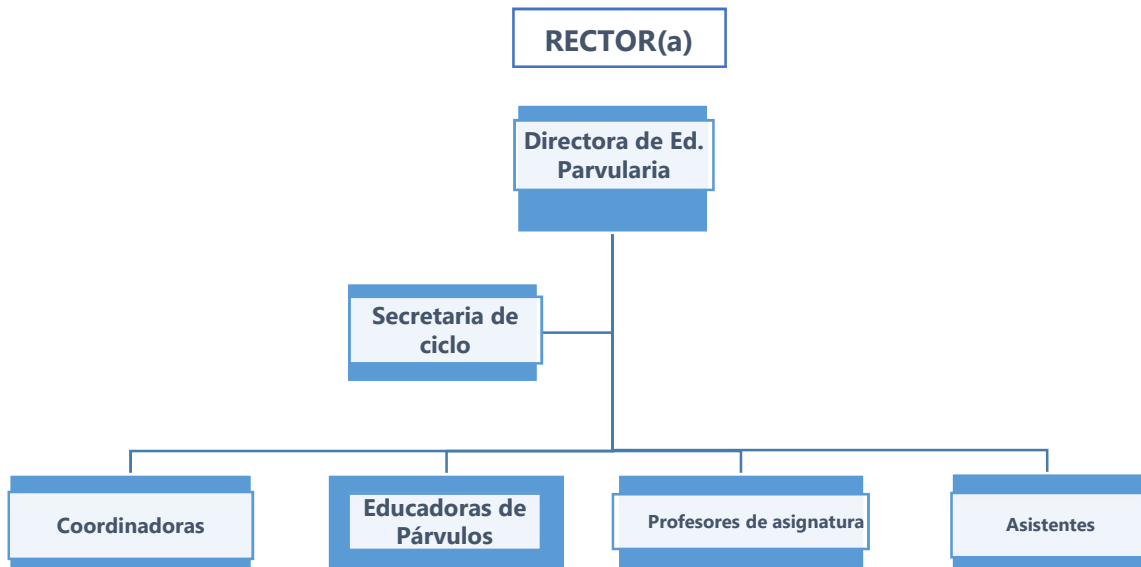 RECTOR(a)
Directora de Ed.
Parvularia
Secretaria de
ciclo
Coordinadoras
Educadoras de
Párvulos
Profesores de asignatura
Asistentes